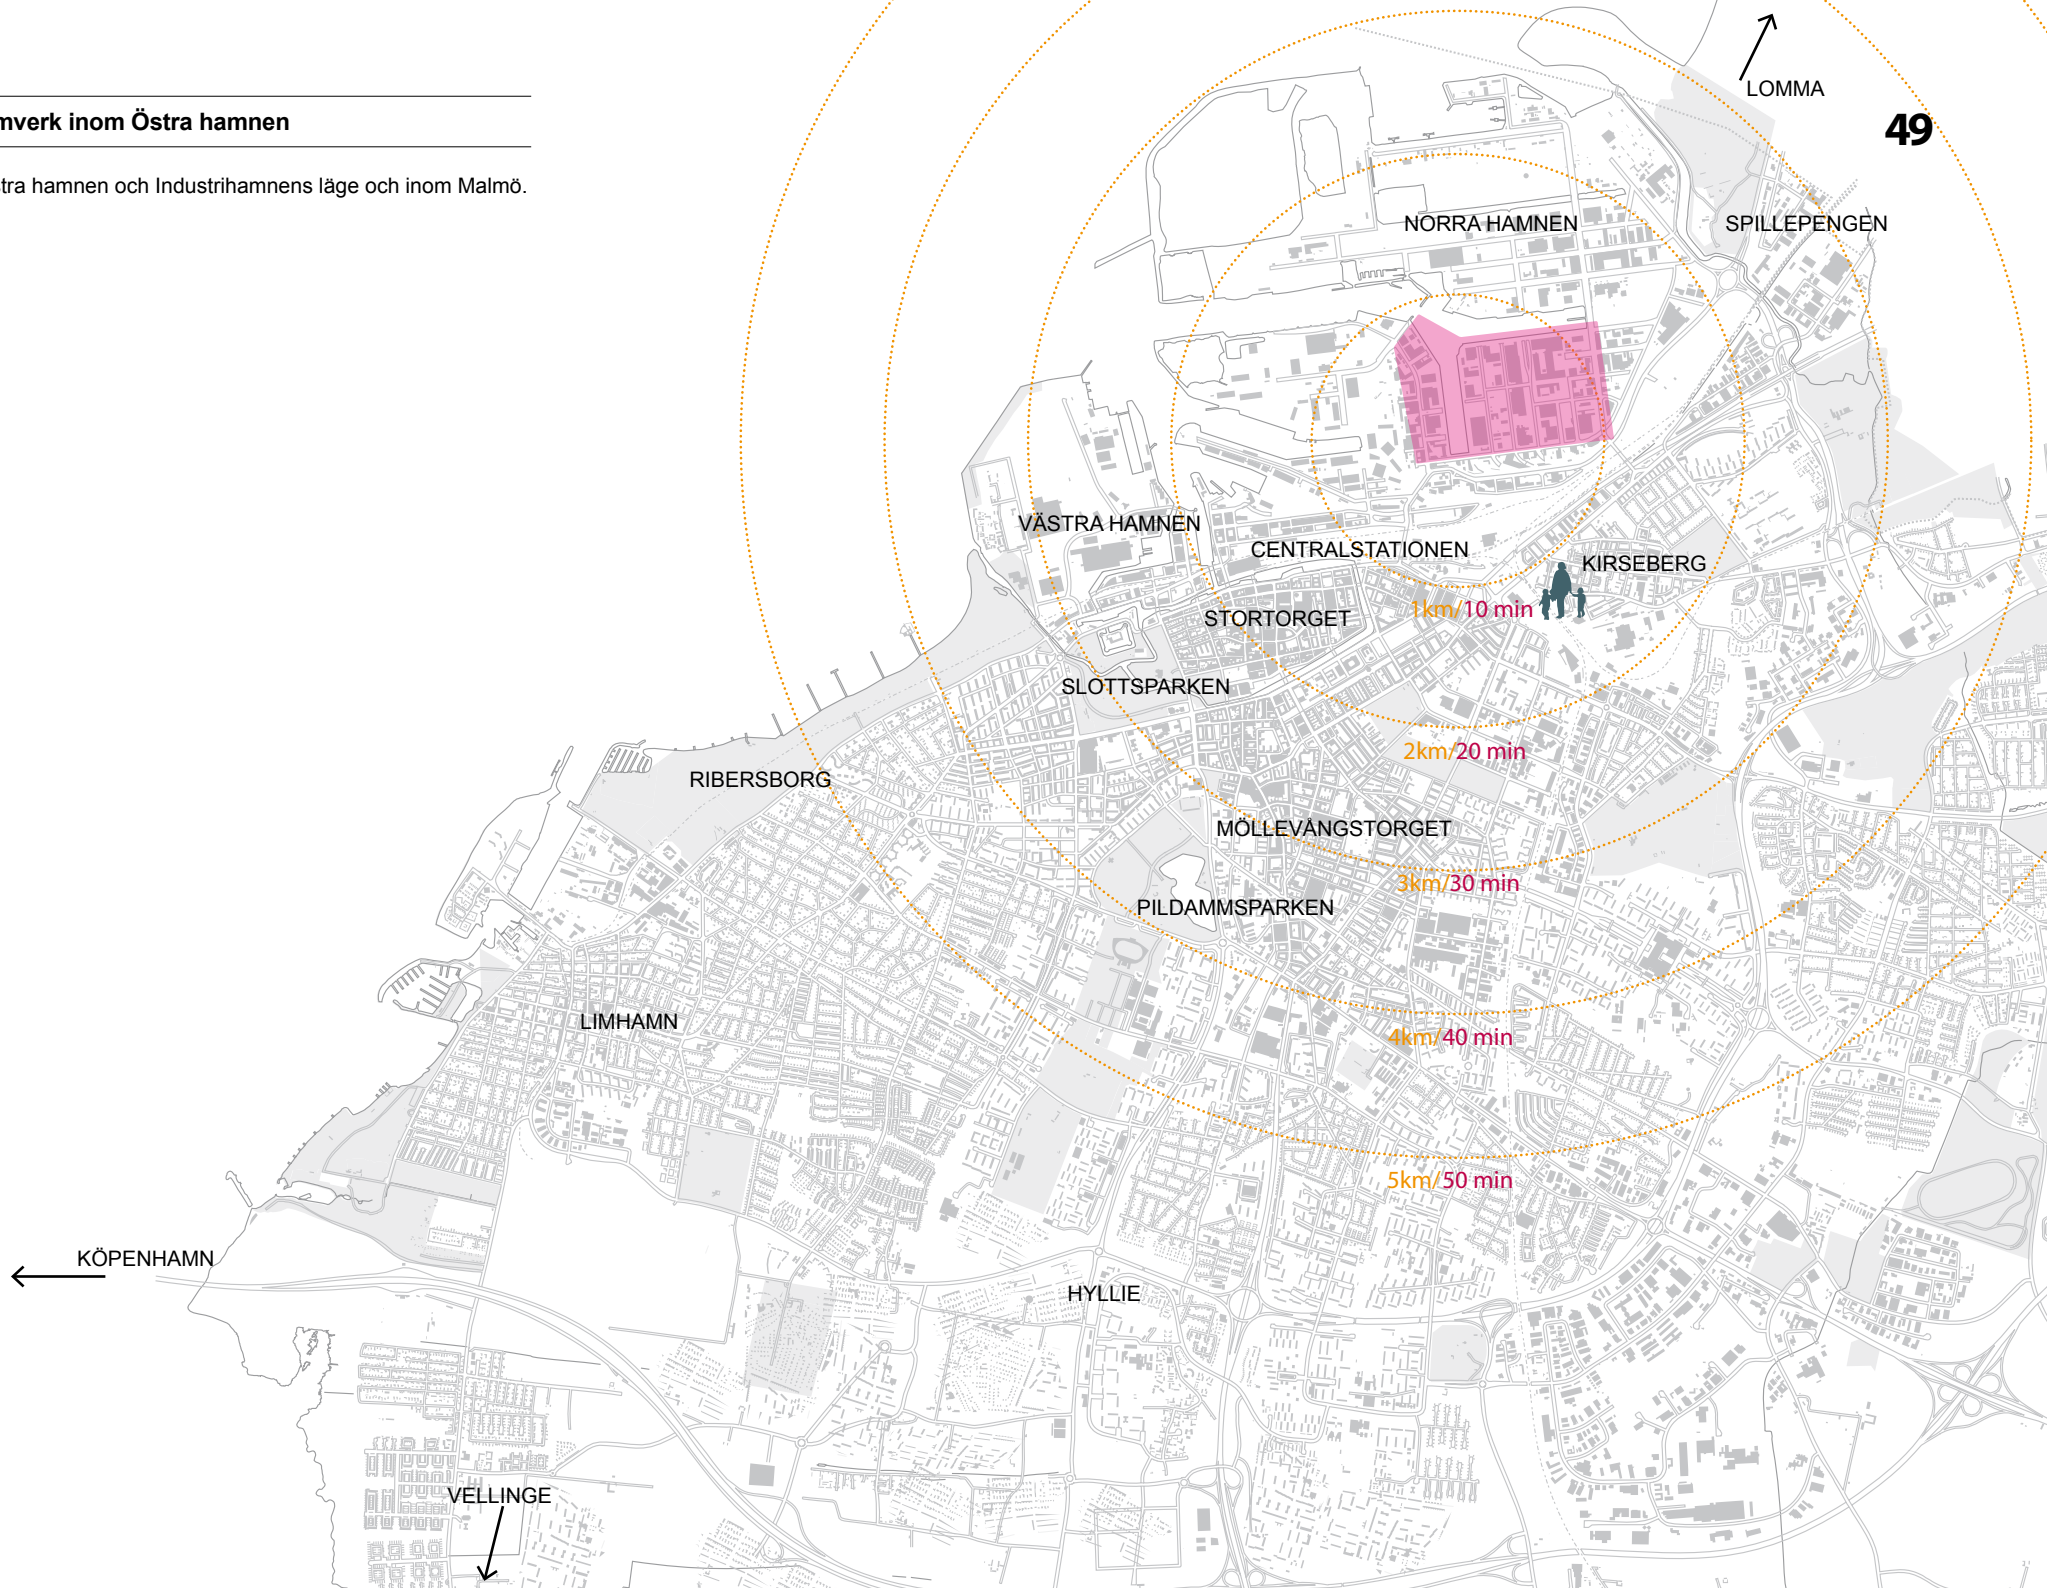 mverk inom Östra hamnen
stra hamnen och Industrihamnens läge och inom Malmö.
LOMMA
49
NORRA HAMNEN
SPILLEPENGEN
VÄSTRA HAMNEN
CENTRALSTATIONEN
KIRSEBERG
1km/10 min
STORTORGET
SLOTTSPARKEN
2km/20 min
RIBERSBORG
MÖLLEVÅNGSTORGET
3km/30 min
PILDAMMSPARKEN
LIMHAMN
4km/40 min
5km/50 min
KÖPENHAMN
HYLLIE
VELLINGE